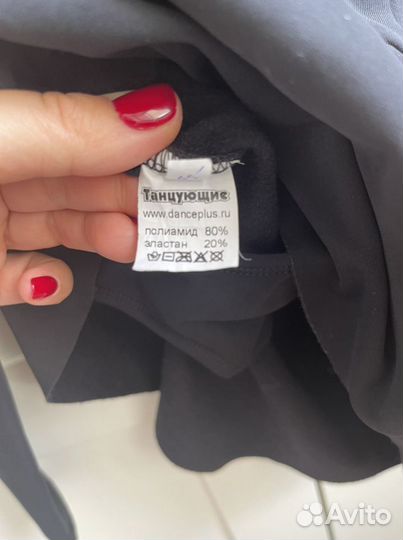 Танцующие
www.danceplus.ru
полиамид 80%
эластан 20%
Avito